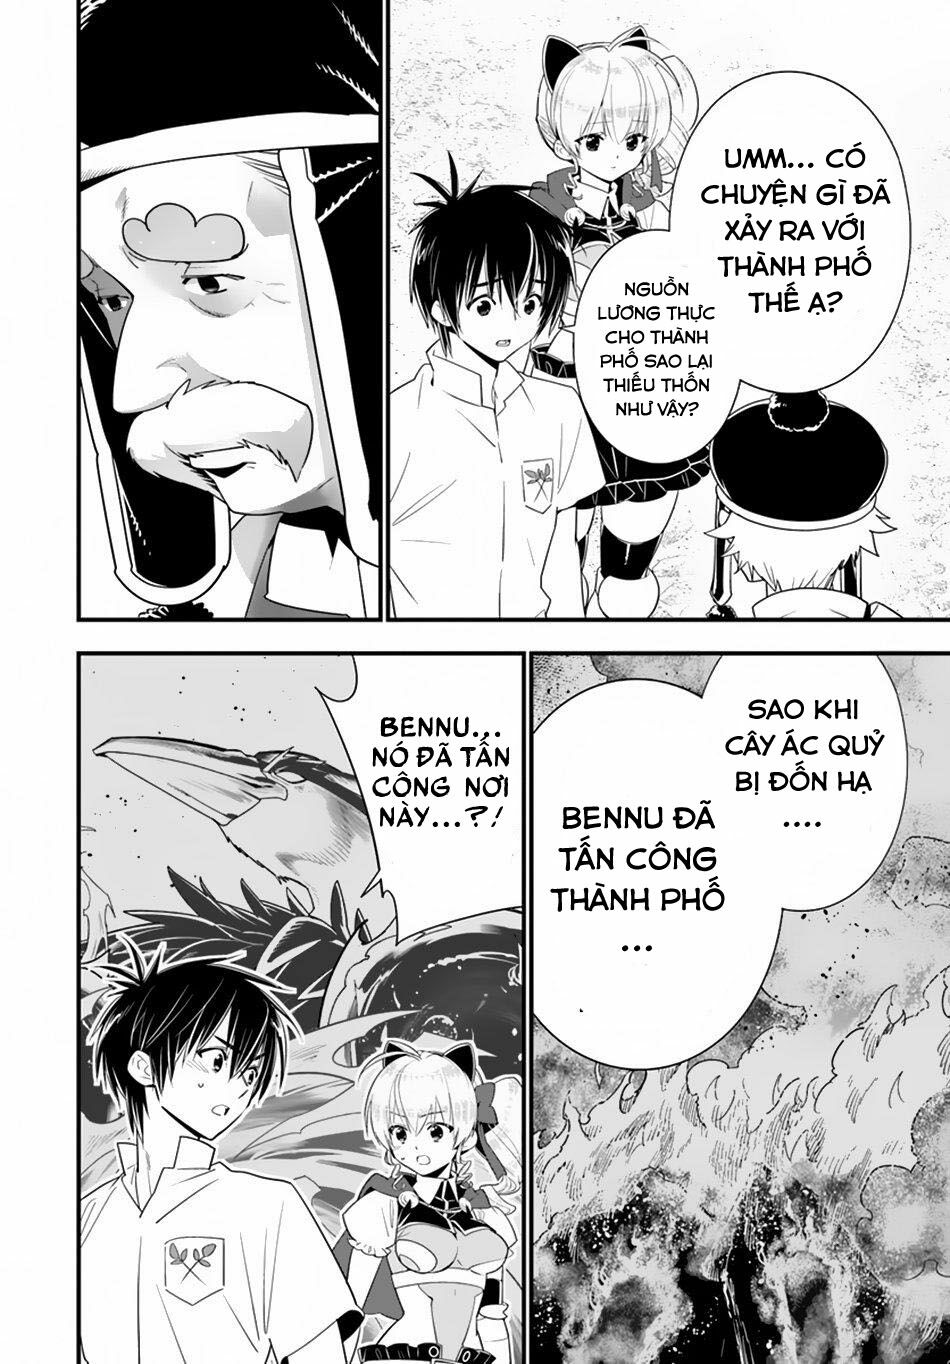 UMM... CÓ
CHUYỆN GÌ ĐÃ
XẢY RA VỚI
THÀNH PHỐ
THẾ Ạ?
NGUỒN
LƯƠNG THỰC
CHO THÀNH
PHỐ SAO LẠI
THIẾU THỐN
NHƯ VẬY?
SAO KHI
CÂY ÁC QUỶ
BỊ ĐỐN HẠ
....
BENNU ĐÃ
TẤN CÔNG
THÀNH PHỐ
...
BENNU...
NÓ ĐÃ TẤN
CÔNG NƠI
NÀY...?!